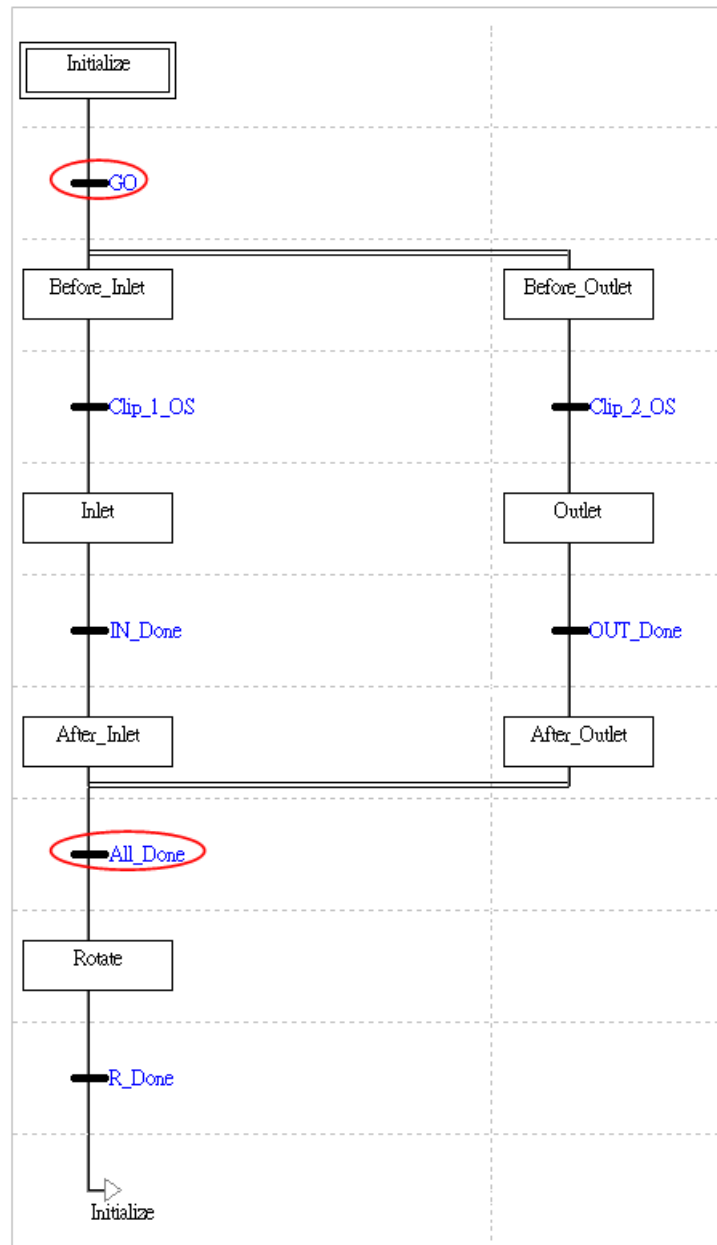 Initialize
GO
Before_Inlet
Before_Outlet
Clip_1_OS
Clip_2_OS
Inlet
Outlet
IN_Done
OUT_Done
After_Inlet
After_Outlet
All_Done
Rotate
R_Done
Initialize